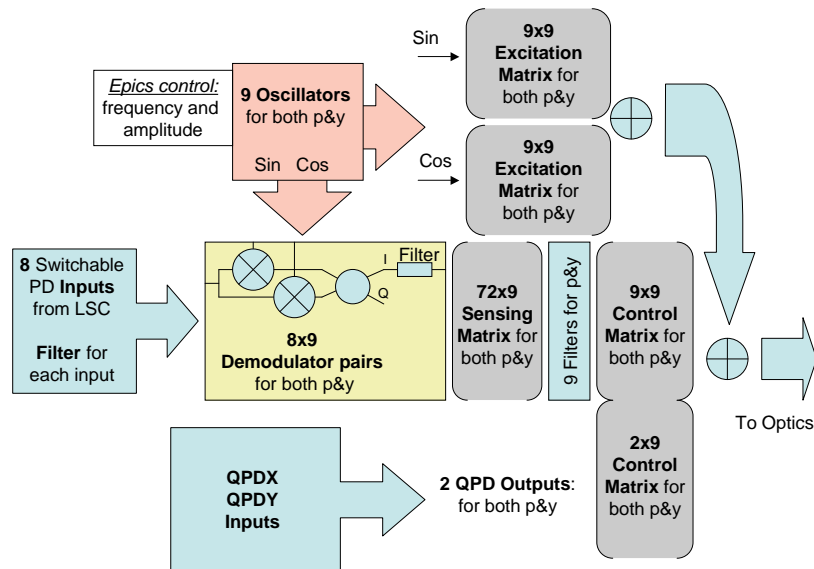 Epics control:
frequency and
amplitude
9 Oscillators
for both p&y
Sin Cos
Sin
9x9
Excitation
Matrix for
both p&y
Cos
9x9
Excitation
Matrix for
both p&y
8 Switchable
PD Inputs
from LSC
Filter for
each input
I
Filter
Q
8x9
Demodulator pairs
for both p&y
72x9
Sensing
Matrix for
both p&y
9 Filters for p&y
9x9
Control
Matrix for
both p&y
To Optics
QPDX
QPDY
Inputs
2 QPD Outputs:
for both p&y
2x9
Control
Matrix for
both p&y